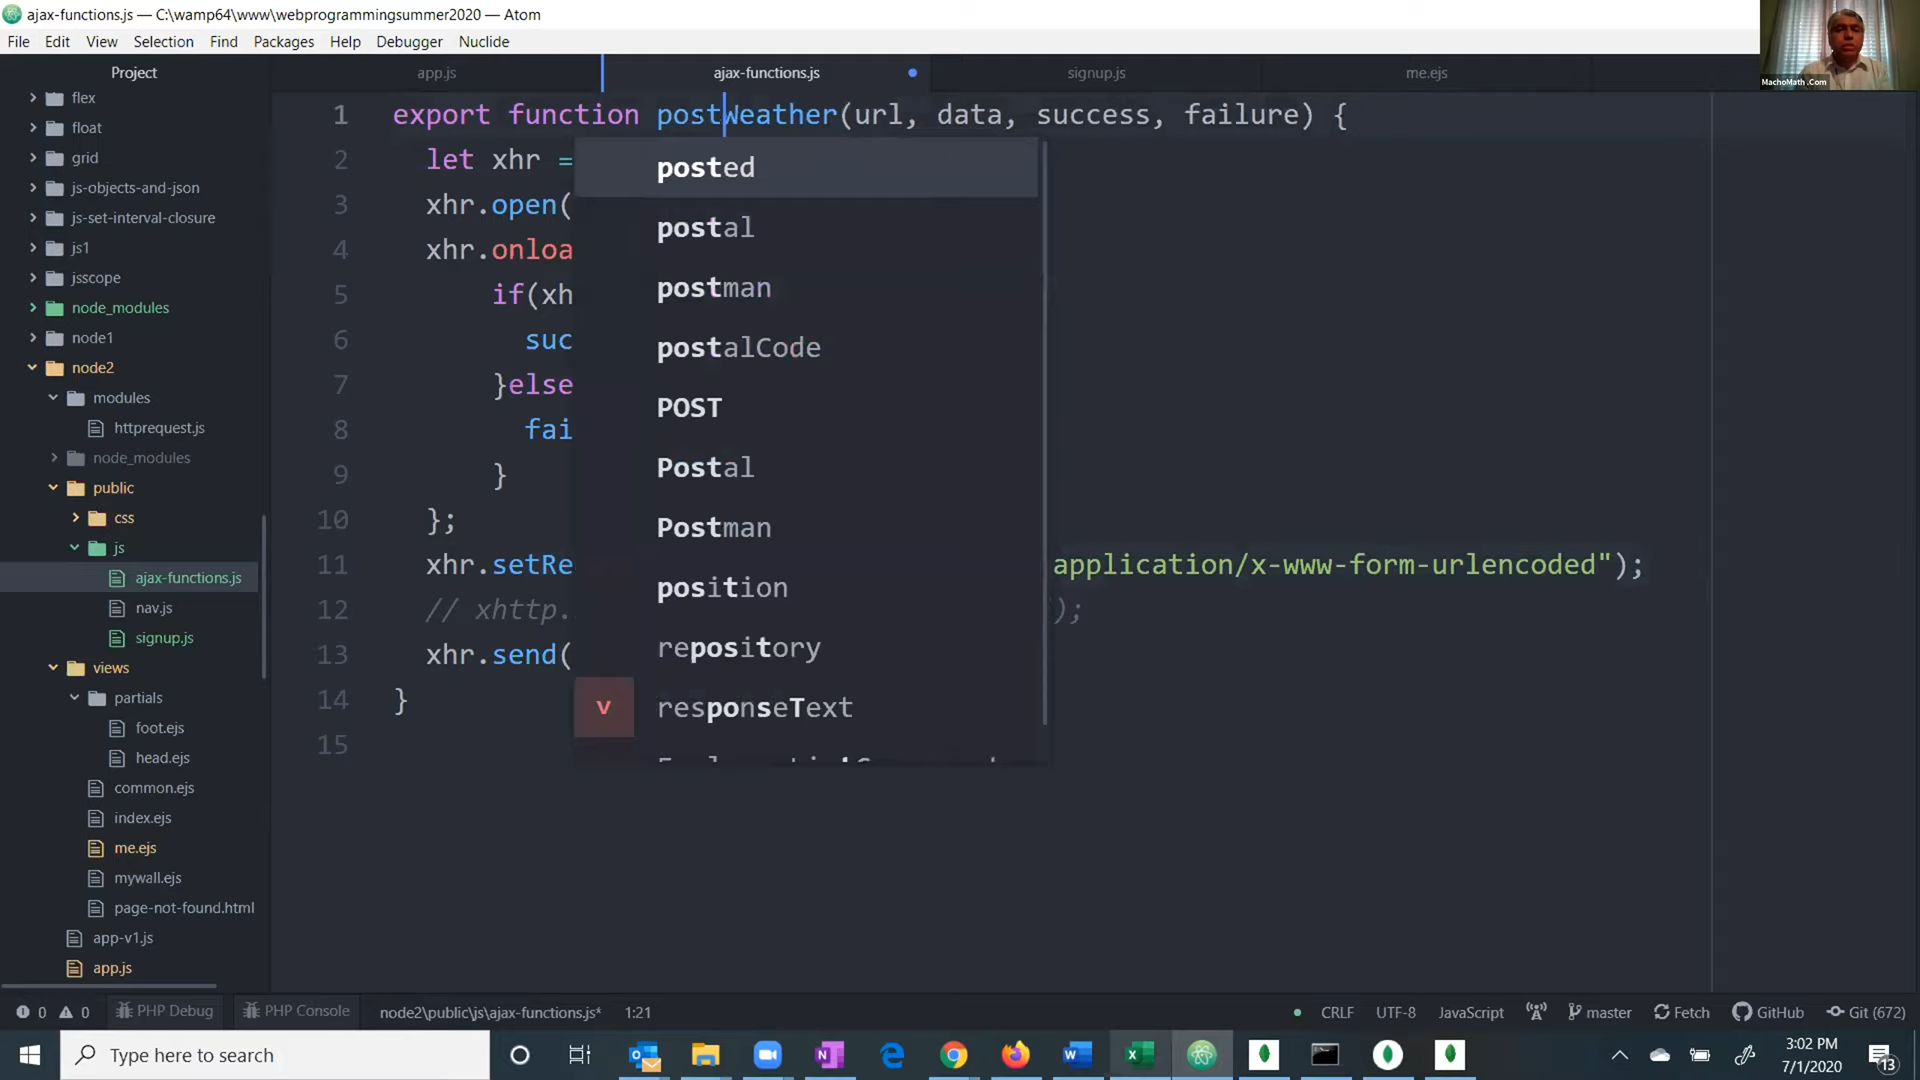 ajax-functions.js — C:\wamp64\www\webprogrammingsummer2020 — Atom
File Edit View Selection Find Packages Help Debugger Nuclide
MachoMath .Com
Project
app.js
ajax-functions.js
signup.js
me.ejs
flex
float
grid
js-objects-and-json
js-set-interval-closure
js1
jsscope
node_modules
node1
node2
modules
httprequest.js
node_modules
public
css
js
ajax-functions.js
nav.js
signup.js
views
partials
foot.ejs
head.ejs
common.ejs
index.ejs
me.ejs
mywall.ejs
page-not-found.html
app-v1.js
app.js
1 export function postWeather(url, data, success, failure) {
2 let xhr =
3 xhr.open(
4 xhr.onloa
5 if(xh
6 suc
7 }else
8 fai
9 }
10 };
11 xhr.setRe application/x-www-form-urlencoded");
12 // xhttp. );
13 xhr.send(
14 }
15
posted
postal
postman
postalCode
POST
Postal
Postman
position
repository
v responseText
0 0 PHP Debug PHP Console node2\public\js\ajax-functions.js* 1:21 CRLF UTF-8 JavaScript master Fetch GitHub Git (672)
Type here to search
3:02 PM
7/1/2020
13